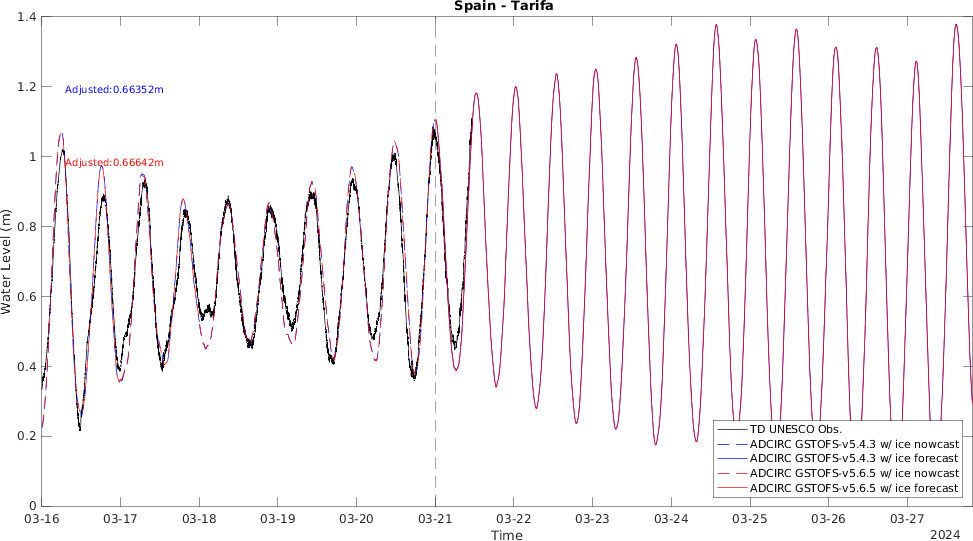 Spain - Tarifa
1.4
1.2
1
0.8
0.6
0.4
0.2
0
Water Level (m)
Adjusted:0.66352m
Adjusted:0.66642m
TD UNESCO Obs.
ADCIRC GSTOFS-v5.4.3 w/ ice nowcast
ADCIRC GSTOFS-v5.4.3 w/ ice forecast
ADCIRC GSTOFS-v5.6.5 w/ ice nowcast
ADCIRC GSTOFS-v5.6.5 w/ ice forecast
03-16 03-17 03-18 03-19 03-20 03-21 03-22 03-23 03-24 03-25 03-26 03-27
Time
2024